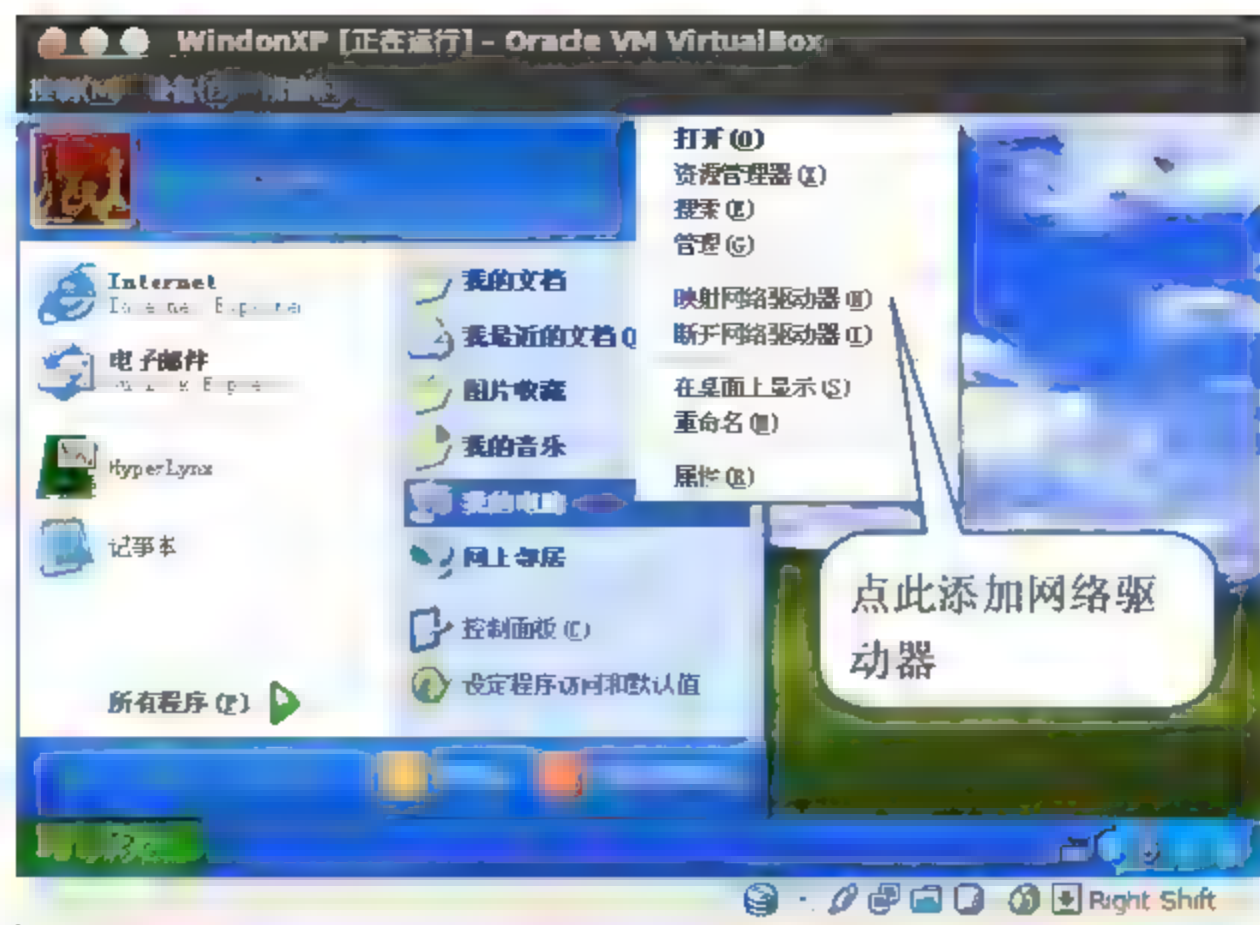 WindonXP [正在运行] - Oracle VM VirtualBox
打开(O)
资源管理器(X)
搜索(E)
管理(G)
映射网络驱动器(N)
断开网络驱动器(I)
在桌面上显示(S)
重命名(M)
属性(R)
Internet
电子邮件
HyperLynx
记事本
所有程序(P)
我的文档
我最近的文档
图片收藏
我的音乐
我的电脑
网上邻居
控制面板(C)
设定程序访问和默认值
点此添加网络驱
动器
Right Shift